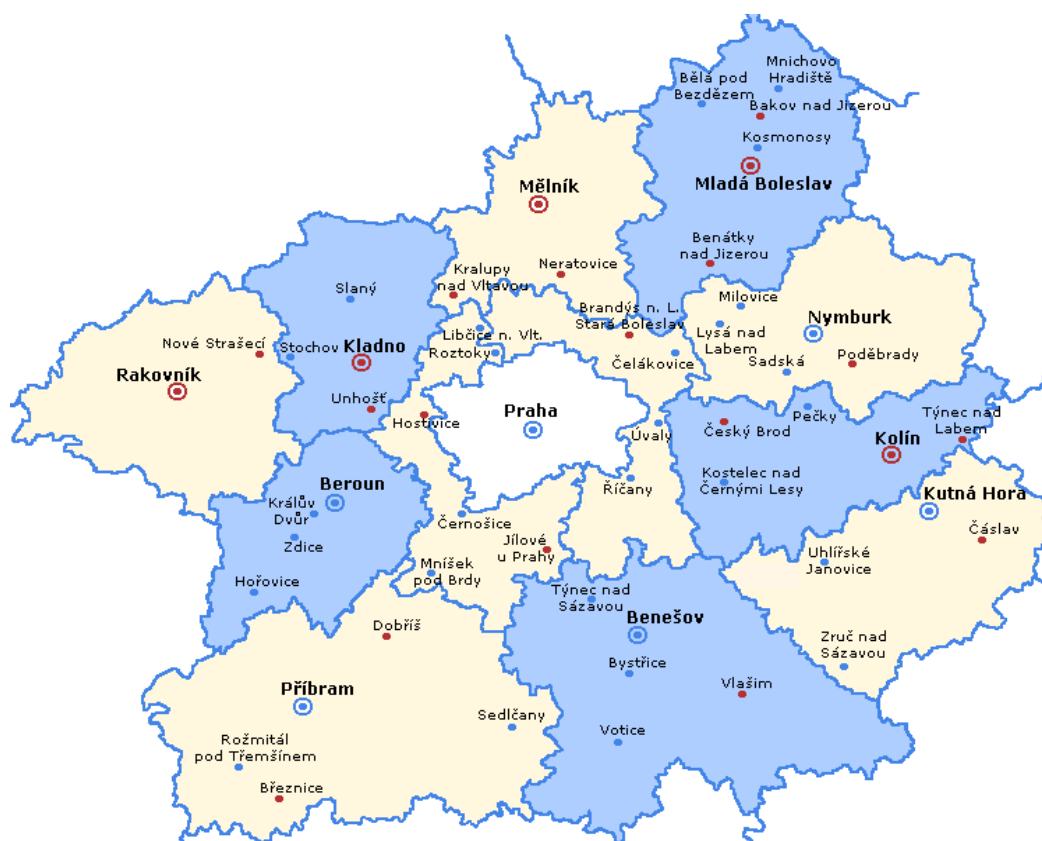 Mnichovo
Hradiště
Bělá pod
Bezdězem
Bakov nad Jizerou
Kosmonosy
Mladá Boleslav
Mělník
Benátky
nad Jizerou
Neratovice
Kralupy
nad Vltavou
Slaný
Milovice
Brandýs n. L.
Stará Boleslav
Nymburk
Libčice n. Vlt.
Lysá nad
Labem
Roztoky
Čelákovice
Sadská
Poděbrady
Nové Strašecí
Stochov
Kladno
Rakovník
Unhošť
Hostivice
Praha
Pečky
Týnec nad
Labem
Úvaly
Český Brod
Kolín
Kostelec nad
Černými Lesy
Říčany
Beroun
Kutná Hora
Králův
Dvůr
Černošice
Čáslav
Zdice
Jílové
u Prahy
Mníšek
pod Brdy
Uhlířské
Janovice
Hořovice
Týnec nad
Sázavou
Benešov
Dobříš
Zruč nad
Sázavou
Bystřice
Vlašim
Příbram
Sedlčany
Votice
Rožmitál
pod Třemšínem
Březnice